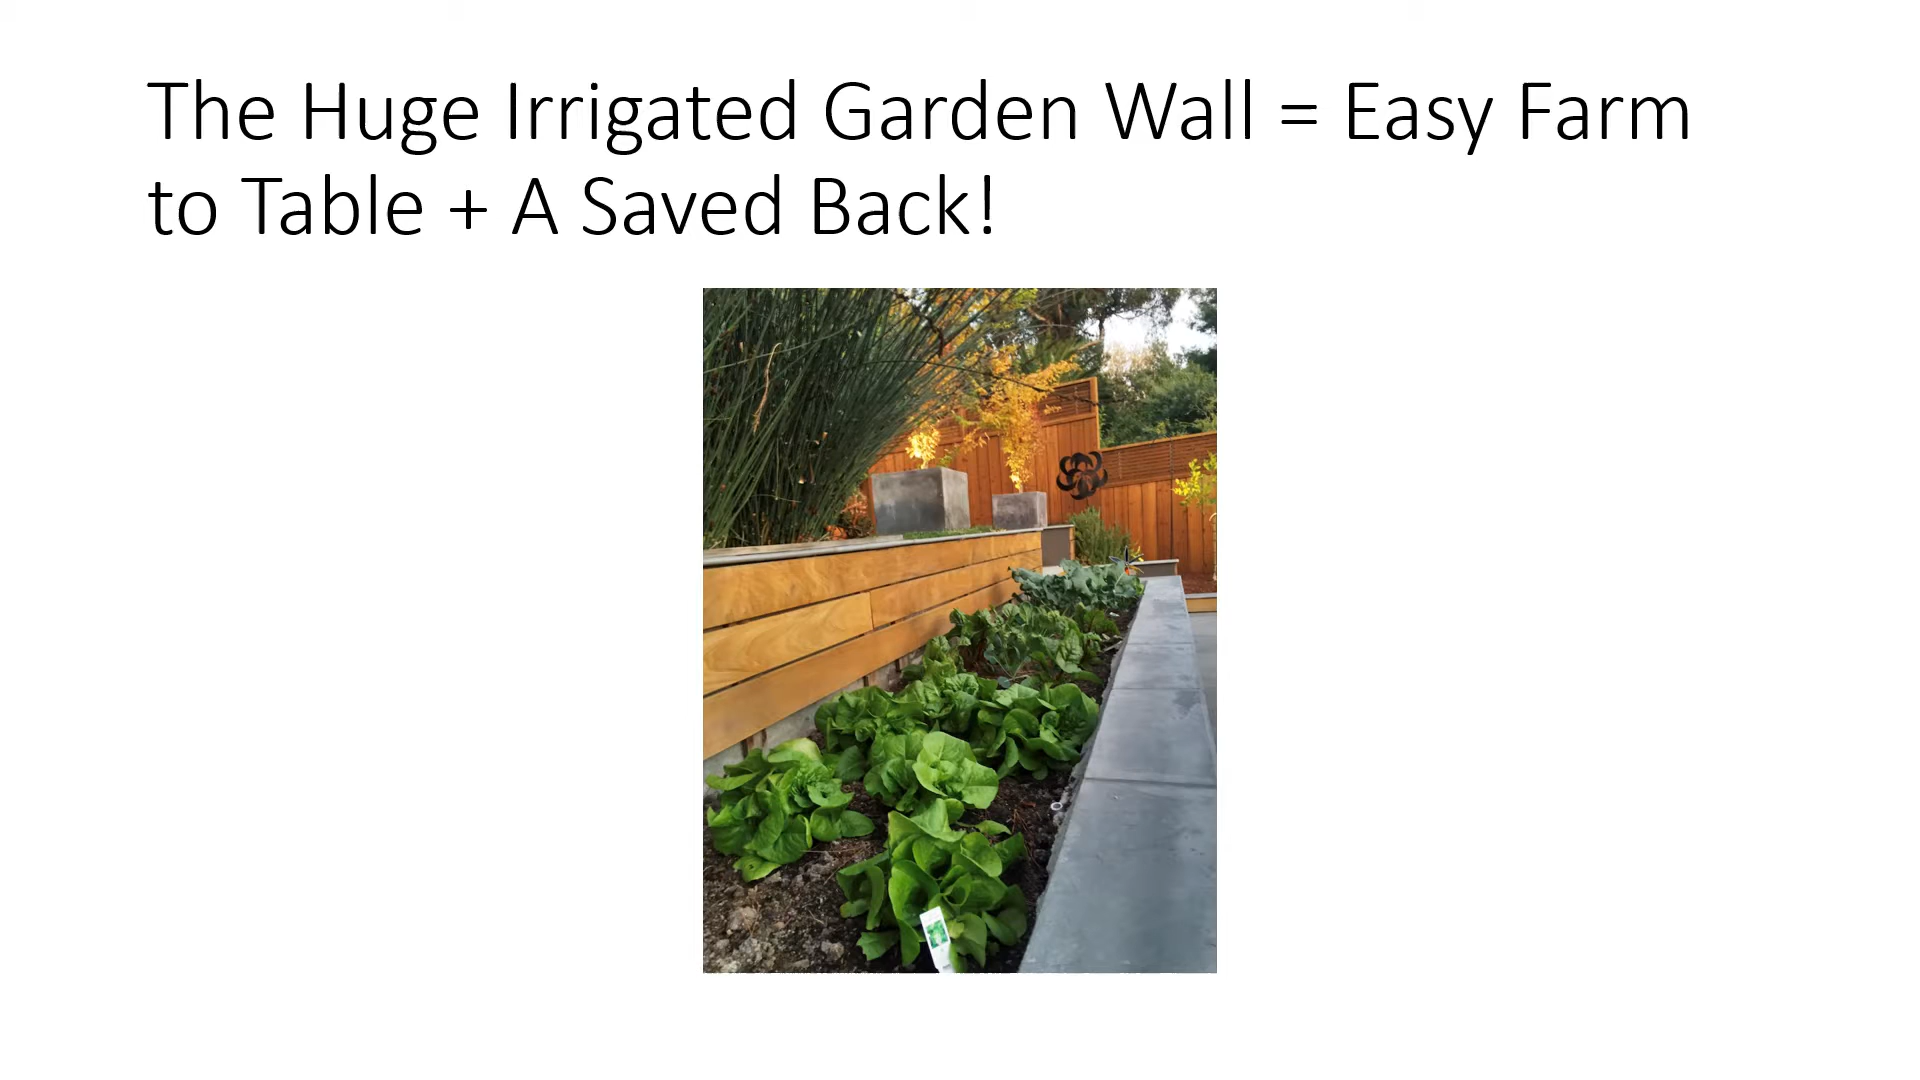 The Huge Irrigated Garden Wall = Easy Farm
to Table + A Saved Back!